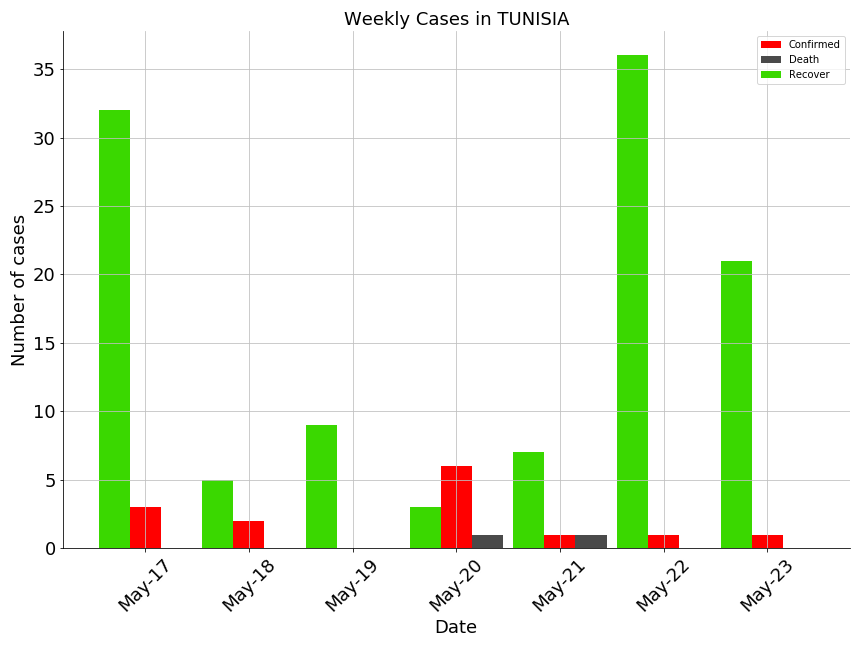 Weekly Cases in TUNISIA
Confirmed
Death
Recover
Number of cases
35
30
25
20
15
10
5
0
May-17
May-18
May-19
May-20
May-21
May-22
May-23
Date